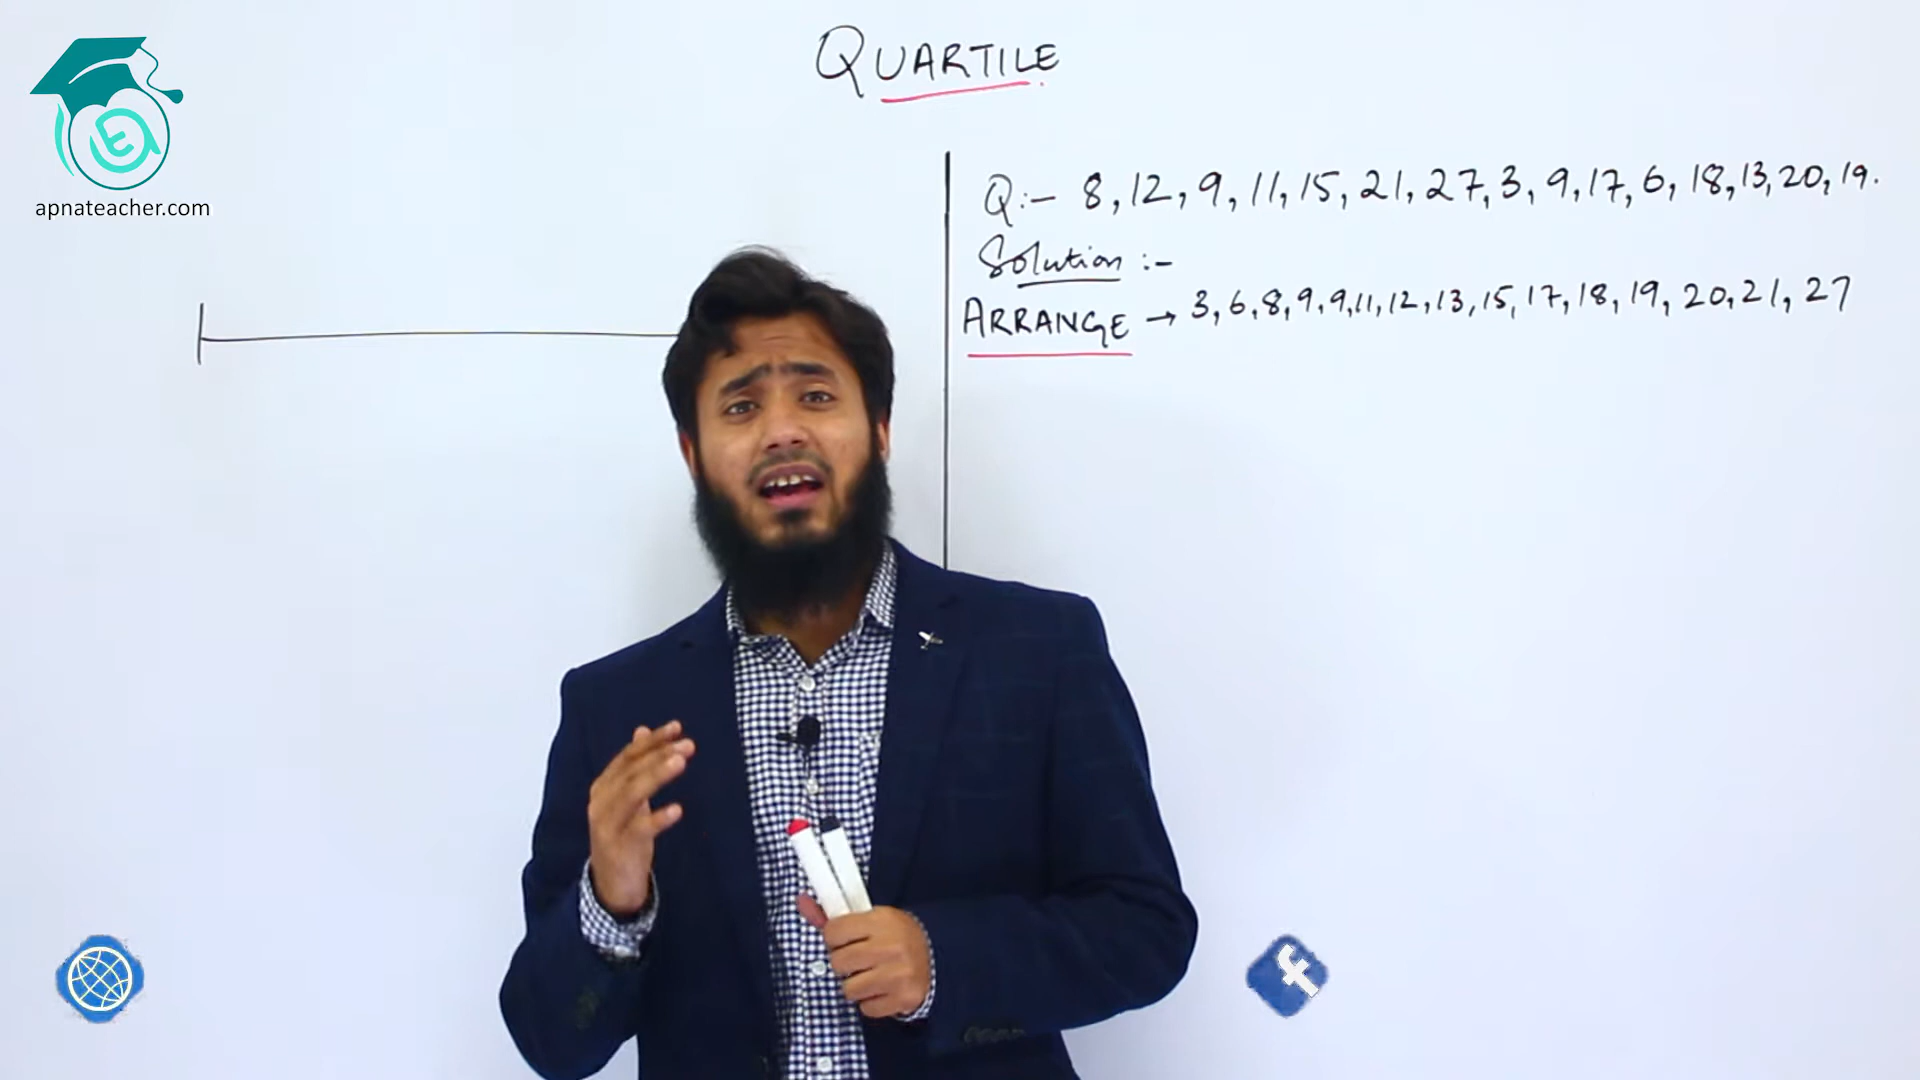 QUARTILE
apnateacher.com
Q:- 8, 12, 9, 11, 15, 21, 27, 3, 9, 17, 6, 18, 13, 20, 19.
Solution :-
ARRANGE → 3, 6, 8, 9, 9, 11, 12, 13, 15, 17, 18, 19, 20, 21, 27